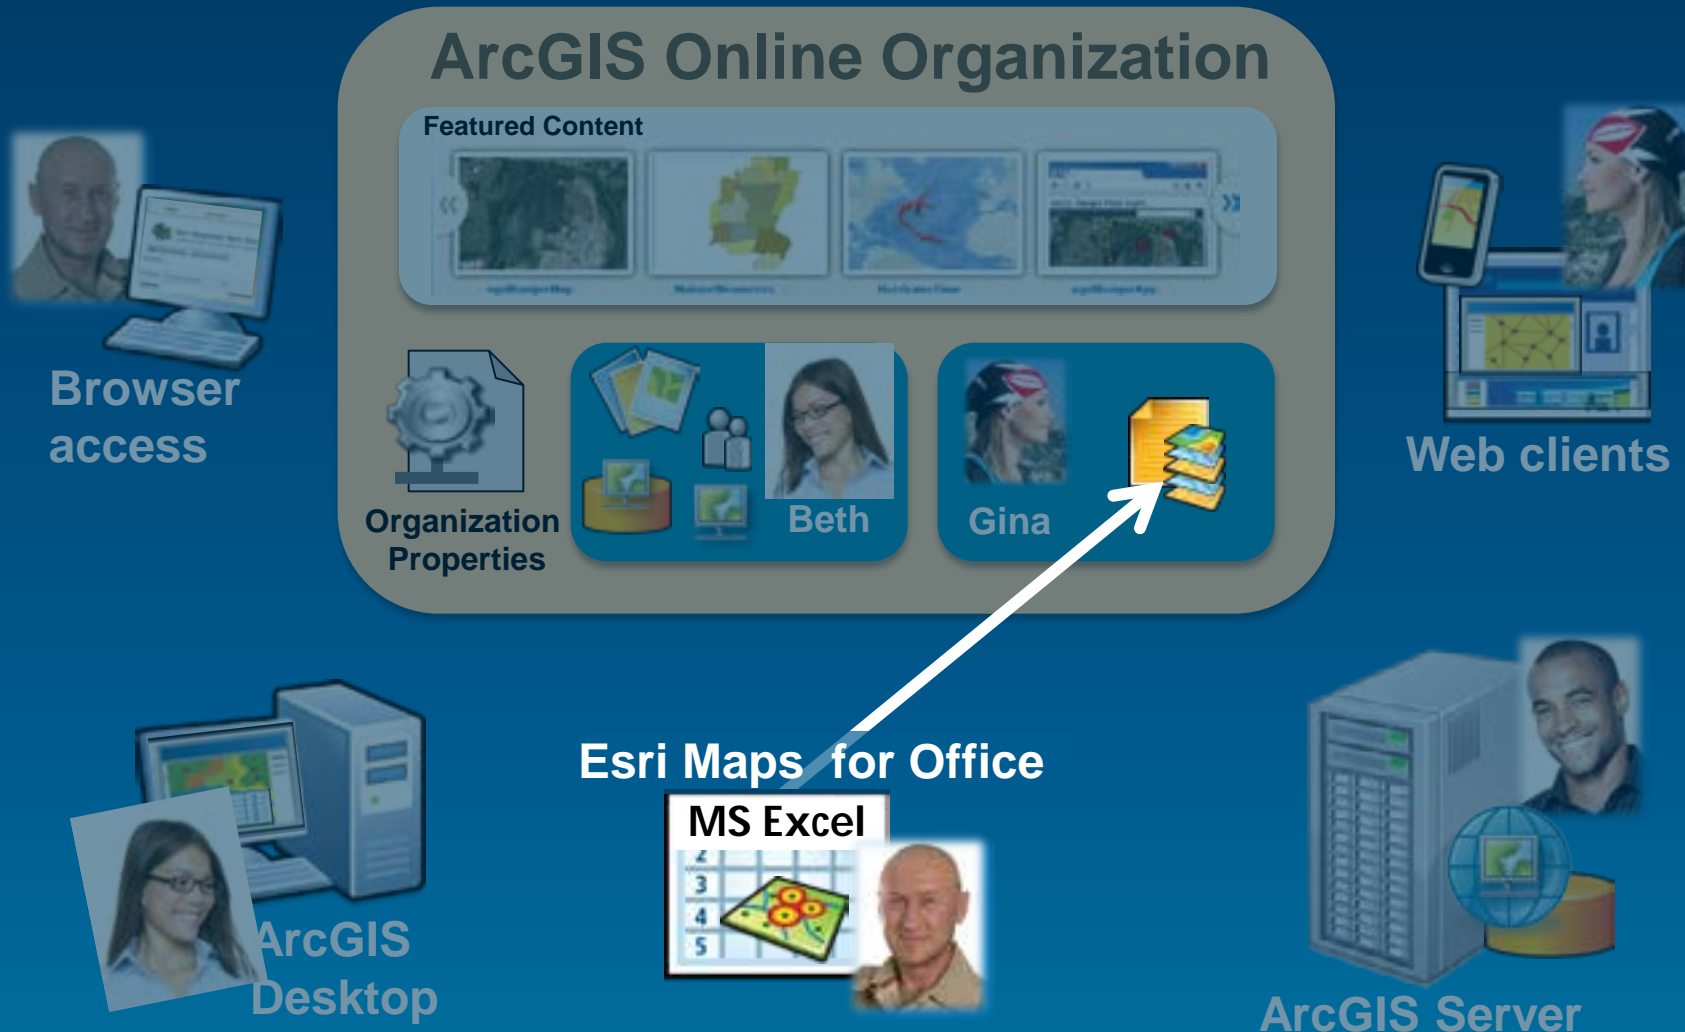 ArcGIS Online Organization
Featured Content
Browser
access
Organization
Properties
Beth
Gina
Web clients
Esri Maps  for Office
MS Excel
2
3
4
5
ArcGIS
Desktop
ArcGIS Server